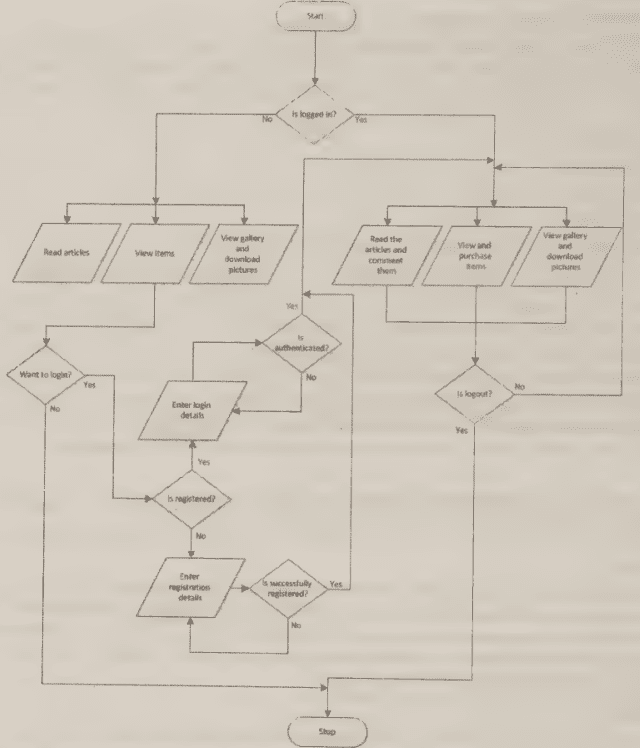 Start
Is logged in?
No
Yes
Read articles
View items
View gallery
and
download
pictures
Read the
articles and
comment
them
View and
purchase
items
View gallery
and
download
pictures
Yes
Is
authenticated?
No
Want to login?
Yes
No
Enter login
details
Is logout?
No
Yes
Yes
Is registered?
No
Enter
registration
details
Is successfully
registered?
Yes
No
Stop